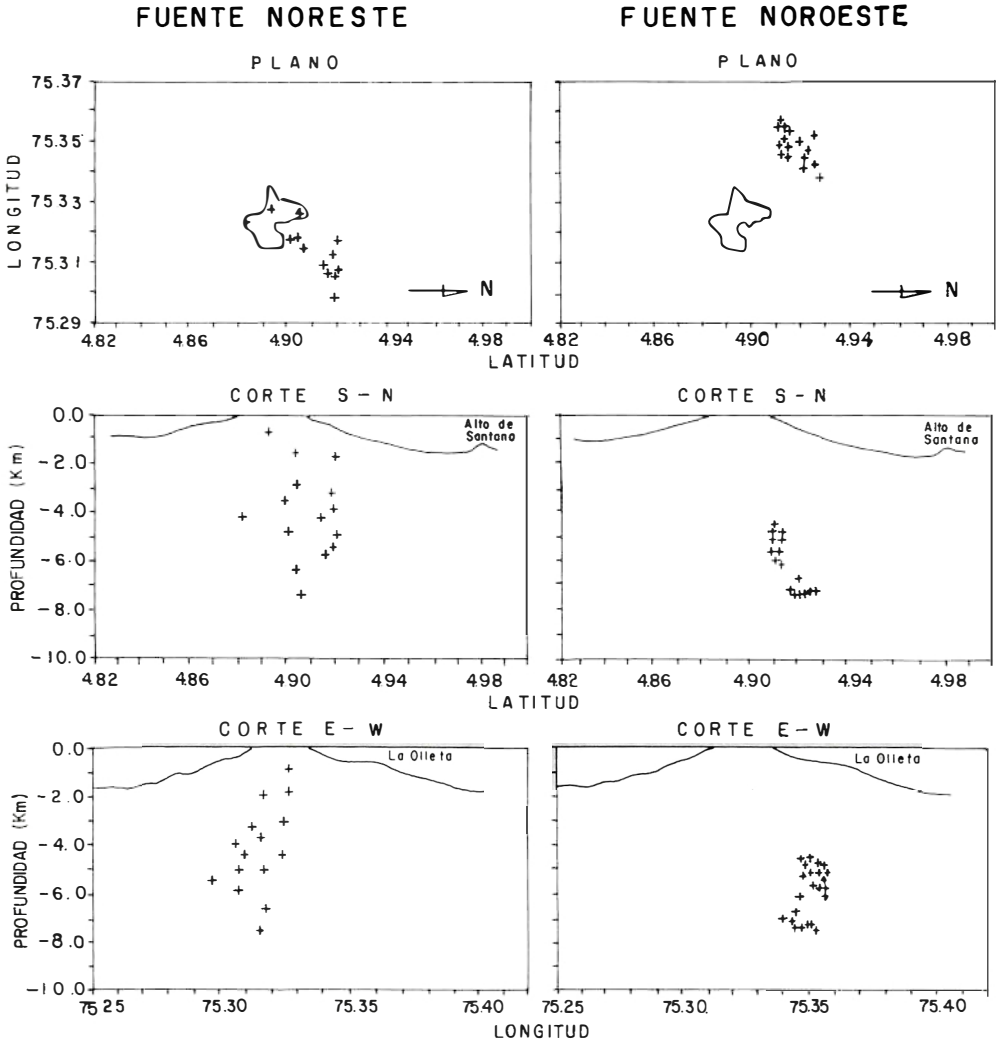 FUENTE NORESTE
PLANO
LONGITUD
75.37
75.35
75.33
75.31
75.29
4.82
4.86
4.90
4.94
4.98
N
LATITUD
FUENTE NOROESTE
PLANO
4.82
4.86
4.90
4.94
4.98
N
CORTE S-N
PROFUNDIDAD (Km)
0.0
-2.0
-4.0
-6.0
-8.0
-10.0
Alto de
Santana
4.82
4.86
4.90
4.94
4.98
LATITUD
CORTE S-N
Alto de
Santana
4.82
4.86
4.90
4.94
4.98
CORTE E-W
PROFUNDIDAD (Km)
0.0
-2.0
-4.0
-6.0
-8.0
-10.0
La Olleta
75.25
75.30
75.35
75.40
LONGITUD
CORTE E-W
La Olleta
75.25
75.30
75.35
75.40